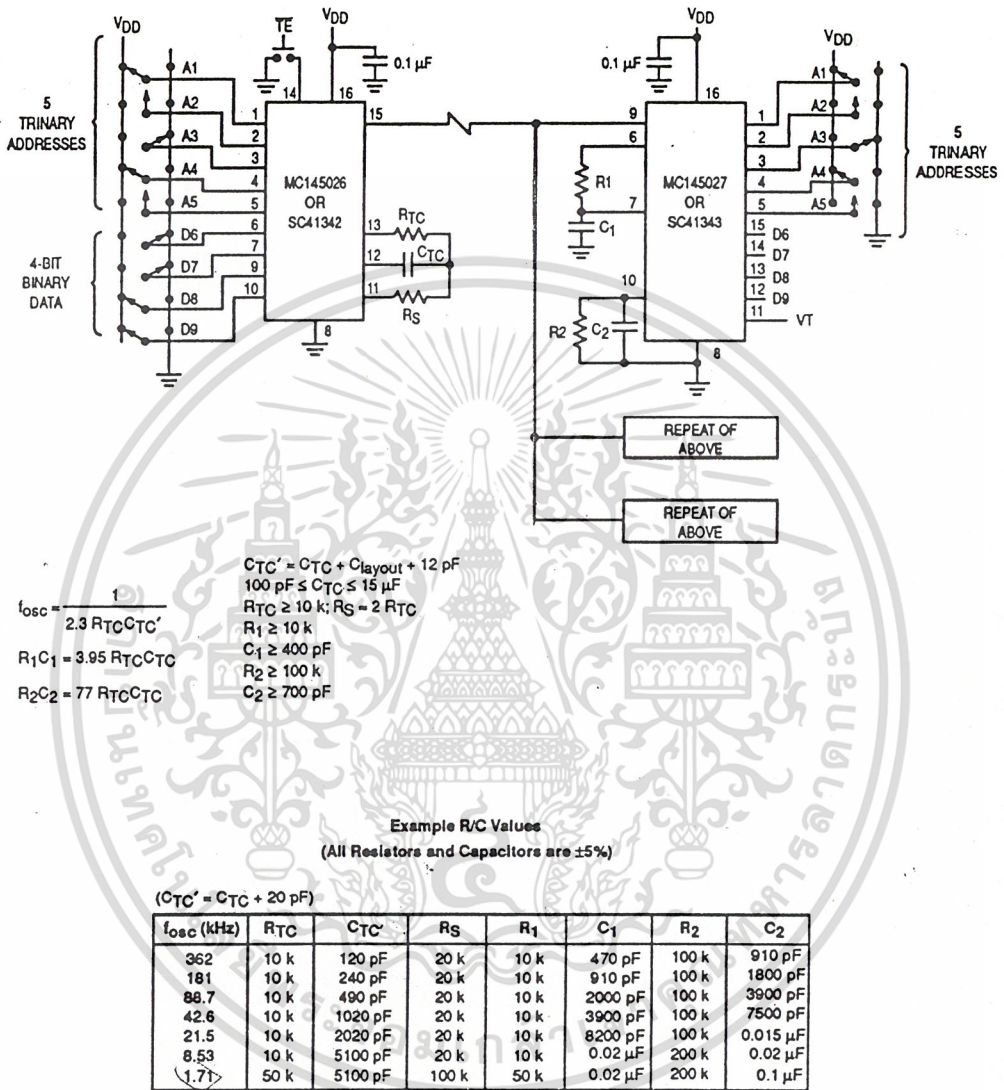 VDD
TE
VDD
0.1 µF
5
TRINARY
ADDRESSES
A1
A2
A3
A4
A5
4-BIT
BINARY
DATA
D6
D7
D8
D9
1
2
3
4
5
6
7
9
10
14
16
15
MC145026
OR
SC41342
13
RTC
12
CTC
11
RS
8
VDD
0.1 µF
16
9
6
R1
7
C1
10
R2
C2
MC145027
OR
SC41343
8
1
2
3
4
5
15 D6
14 D7
13 D8
12 D9
11 VT
VDD
A1
A2
A3
A4
A5
5
TRINARY
ADDRESSES
REPEAT OF
ABOVE
REPEAT OF
ABOVE
fosc = 1
2.3 RTCCTC′
R1C1 = 3.95 RTCCTC
R2C2 = 77 RTCCTC
CTC′ = CTC + Clayout + 12 pF
100 pF ≤ CTC ≤ 15 µF
RTC ≥ 10 k; RS = 2 RTC
R1 ≥ 10 k
C1 ≥ 400 pF
R2 ≥ 100 k
C2 ≥ 700 pF
Example R/C Values
(All Resistors and Capacitors are ±5%)
(CTC′ = CTC + 20 pF)
fosc (kHz) RTC CTC′ RS R1 C1 R2 C2
362 10 k 120 pF 20 k 10 k 470 pF 100 k 910 pF
181 10 k 240 pF 20 k 10 k 910 pF 100 k 1800 pF
88.7 10 k 490 pF 20 k 10 k 2000 pF 100 k 3900 pF
42.6 10 k 1020 pF 20 k 10 k 3900 pF 100 k 7500 pF
21.5 10 k 2020 pF 20 k 10 k 8200 pF 100 k 0.015 µF
8.53 10 k 5100 pF 20 k 10 k 0.02 µF 200 k 0.02 µF
1.71 50 k 5100 pF 100 k 50 k 0.02 µF 200 k 0.1 µF